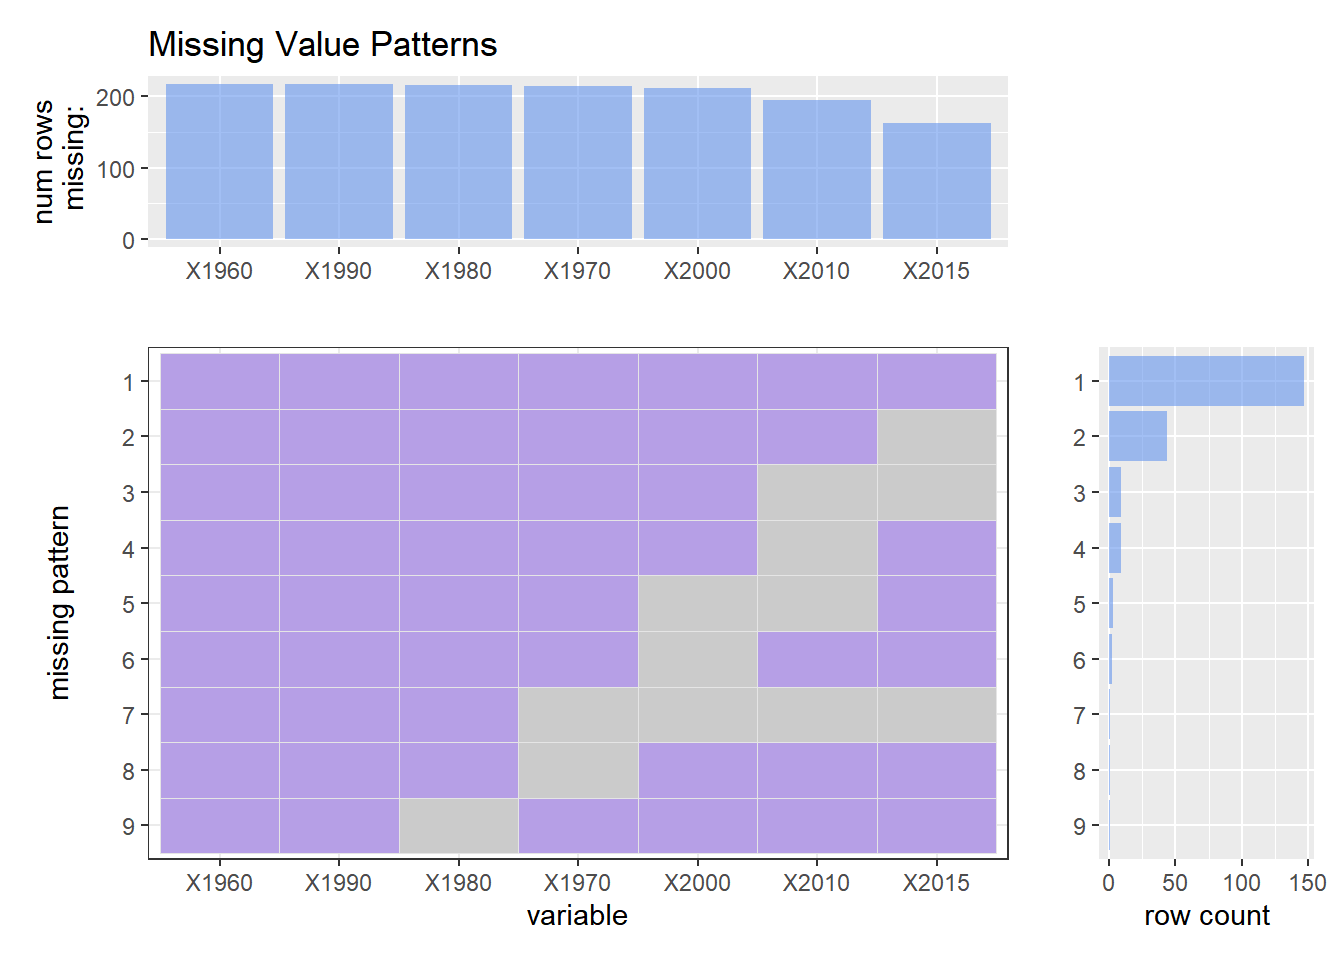 Missing Value Patterns
num rows
missing:
200
100
0
X1960 X1990 X1980 X1970 X2000 X2010 X2015
missing pattern
1
2
3
4
5
6
7
8
9
X1960 X1990 X1980 X1970 X2000 X2010 X2015
variable
1
2
3
4
5
6
7
8
9
0 50 100 150
row count